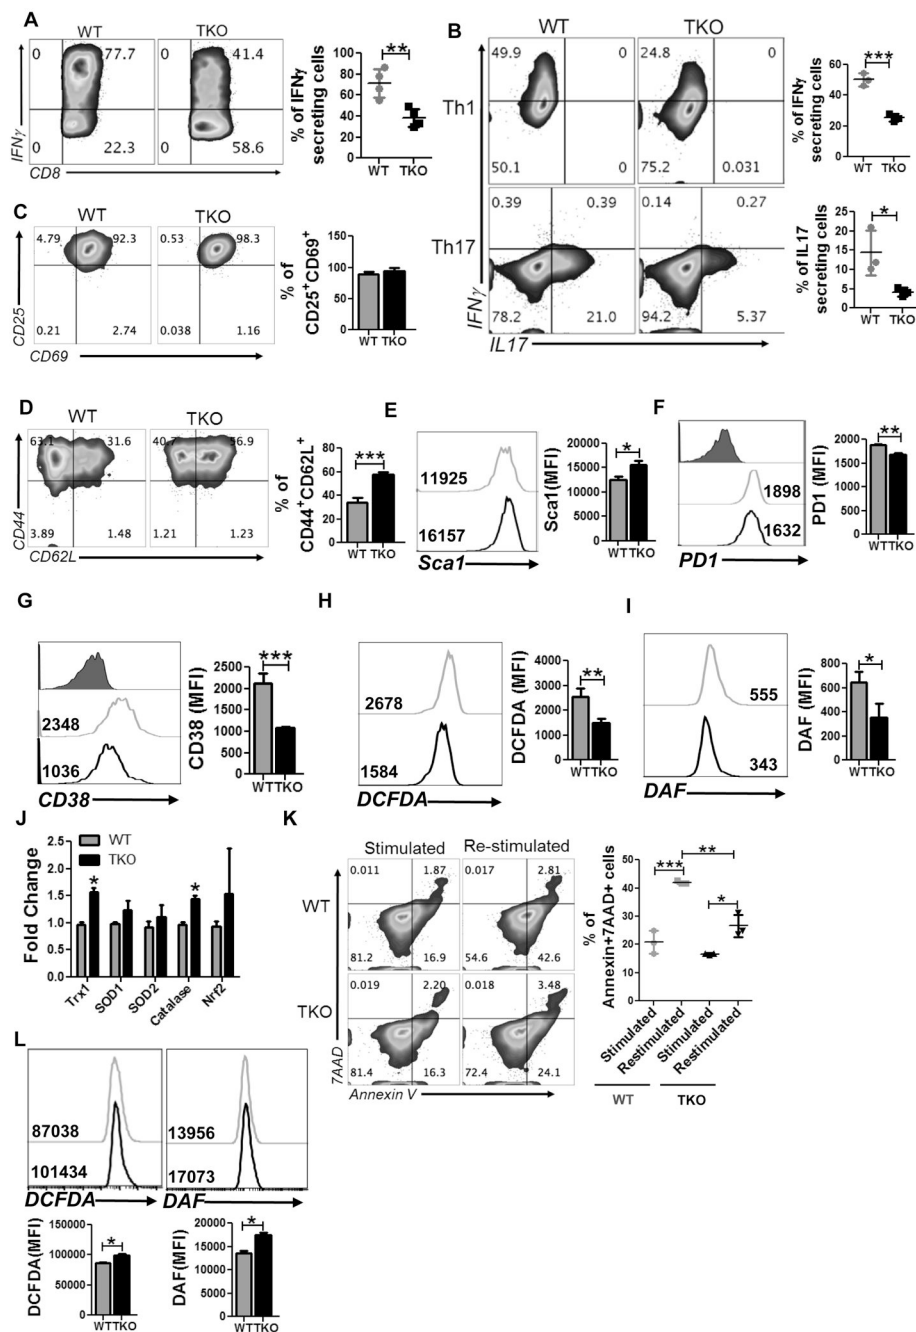 A
WT
TKO
0
77.7
0
41.4
0
22.3
0
58.6
IFNγ
CD8
% of IFNγ
secreting cells
**
100
80
60
40
20
0
WT
TKO
B
WT
TKO
Th1
49.9
0
24.8
0
50.1
0
75.2
0.031
Th17
0.39
0.39
0.14
0.27
78.2
21.0
94.2
5.37
IFNγ
IL17
% of IFNγ
secreting cells
***
80
60
40
20
0
WT
TKO
% of IL17
secreting cells
*
25
20
15
10
5
0
WT
TKO
C
WT
TKO
4.79
92.3
0.53
98.3
0.21
2.74
0.038
1.16
CD25
CD69
% of
CD25+CD69+
150
100
50
0
WT TKO
D
WT
TKO
63.1
31.6
40.7
56.9
3.89
1.48
1.21
1.23
CD44
CD62L
% of
CD44+CD62L+
***
80
60
40
20
0
WT TKO
E
11925
16157
Sca1
Sca1(MFI)
*
20000
15000
10000
5000
0
WT TKO
F
1898
1632
PD1
PD1(MFI)
**
2000
1500
1000
500
0
WTTKO
G
2348
1036
CD38
CD38 (MFI)
***
2500
2000
1500
1000
500
0
WTTKO
H
2678
1584
DCFDA
DCFDA (MFI)
**
4000
3000
2000
1000
0
WTTKO
I
555
343
DAF
DAF (MFI)
*
800
600
400
200
0
WTTKO
J
WT
TKO
Fold Change
2.5
2.0
1.5
1.0
0.5
0.0
*
*
Trx1
SOD1
SOD2
Catalase
Nrf2
K
Stimulated
Re-stimulated
WT
0.011
1.87
0.017
2.81
81.2
16.9
54.6
42.6
TKO
0.019
2.20
0.018
3.48
81.4
16.3
72.4
24.1
7AAD
Annexin V
% of
Annexin+7AAD+ cells
***
**
*
50
40
30
20
10
0
Stimulated
Restimulated
Stimulated
Restimulated
WT
TKO
L
87038
101434
DCFDA
13956
17073
DAF
DCFDA(MFI)
*
150000
100000
50000
0
WTTKO
DAF(MFI)
*
20000
15000
10000
5000
0
WTTKO